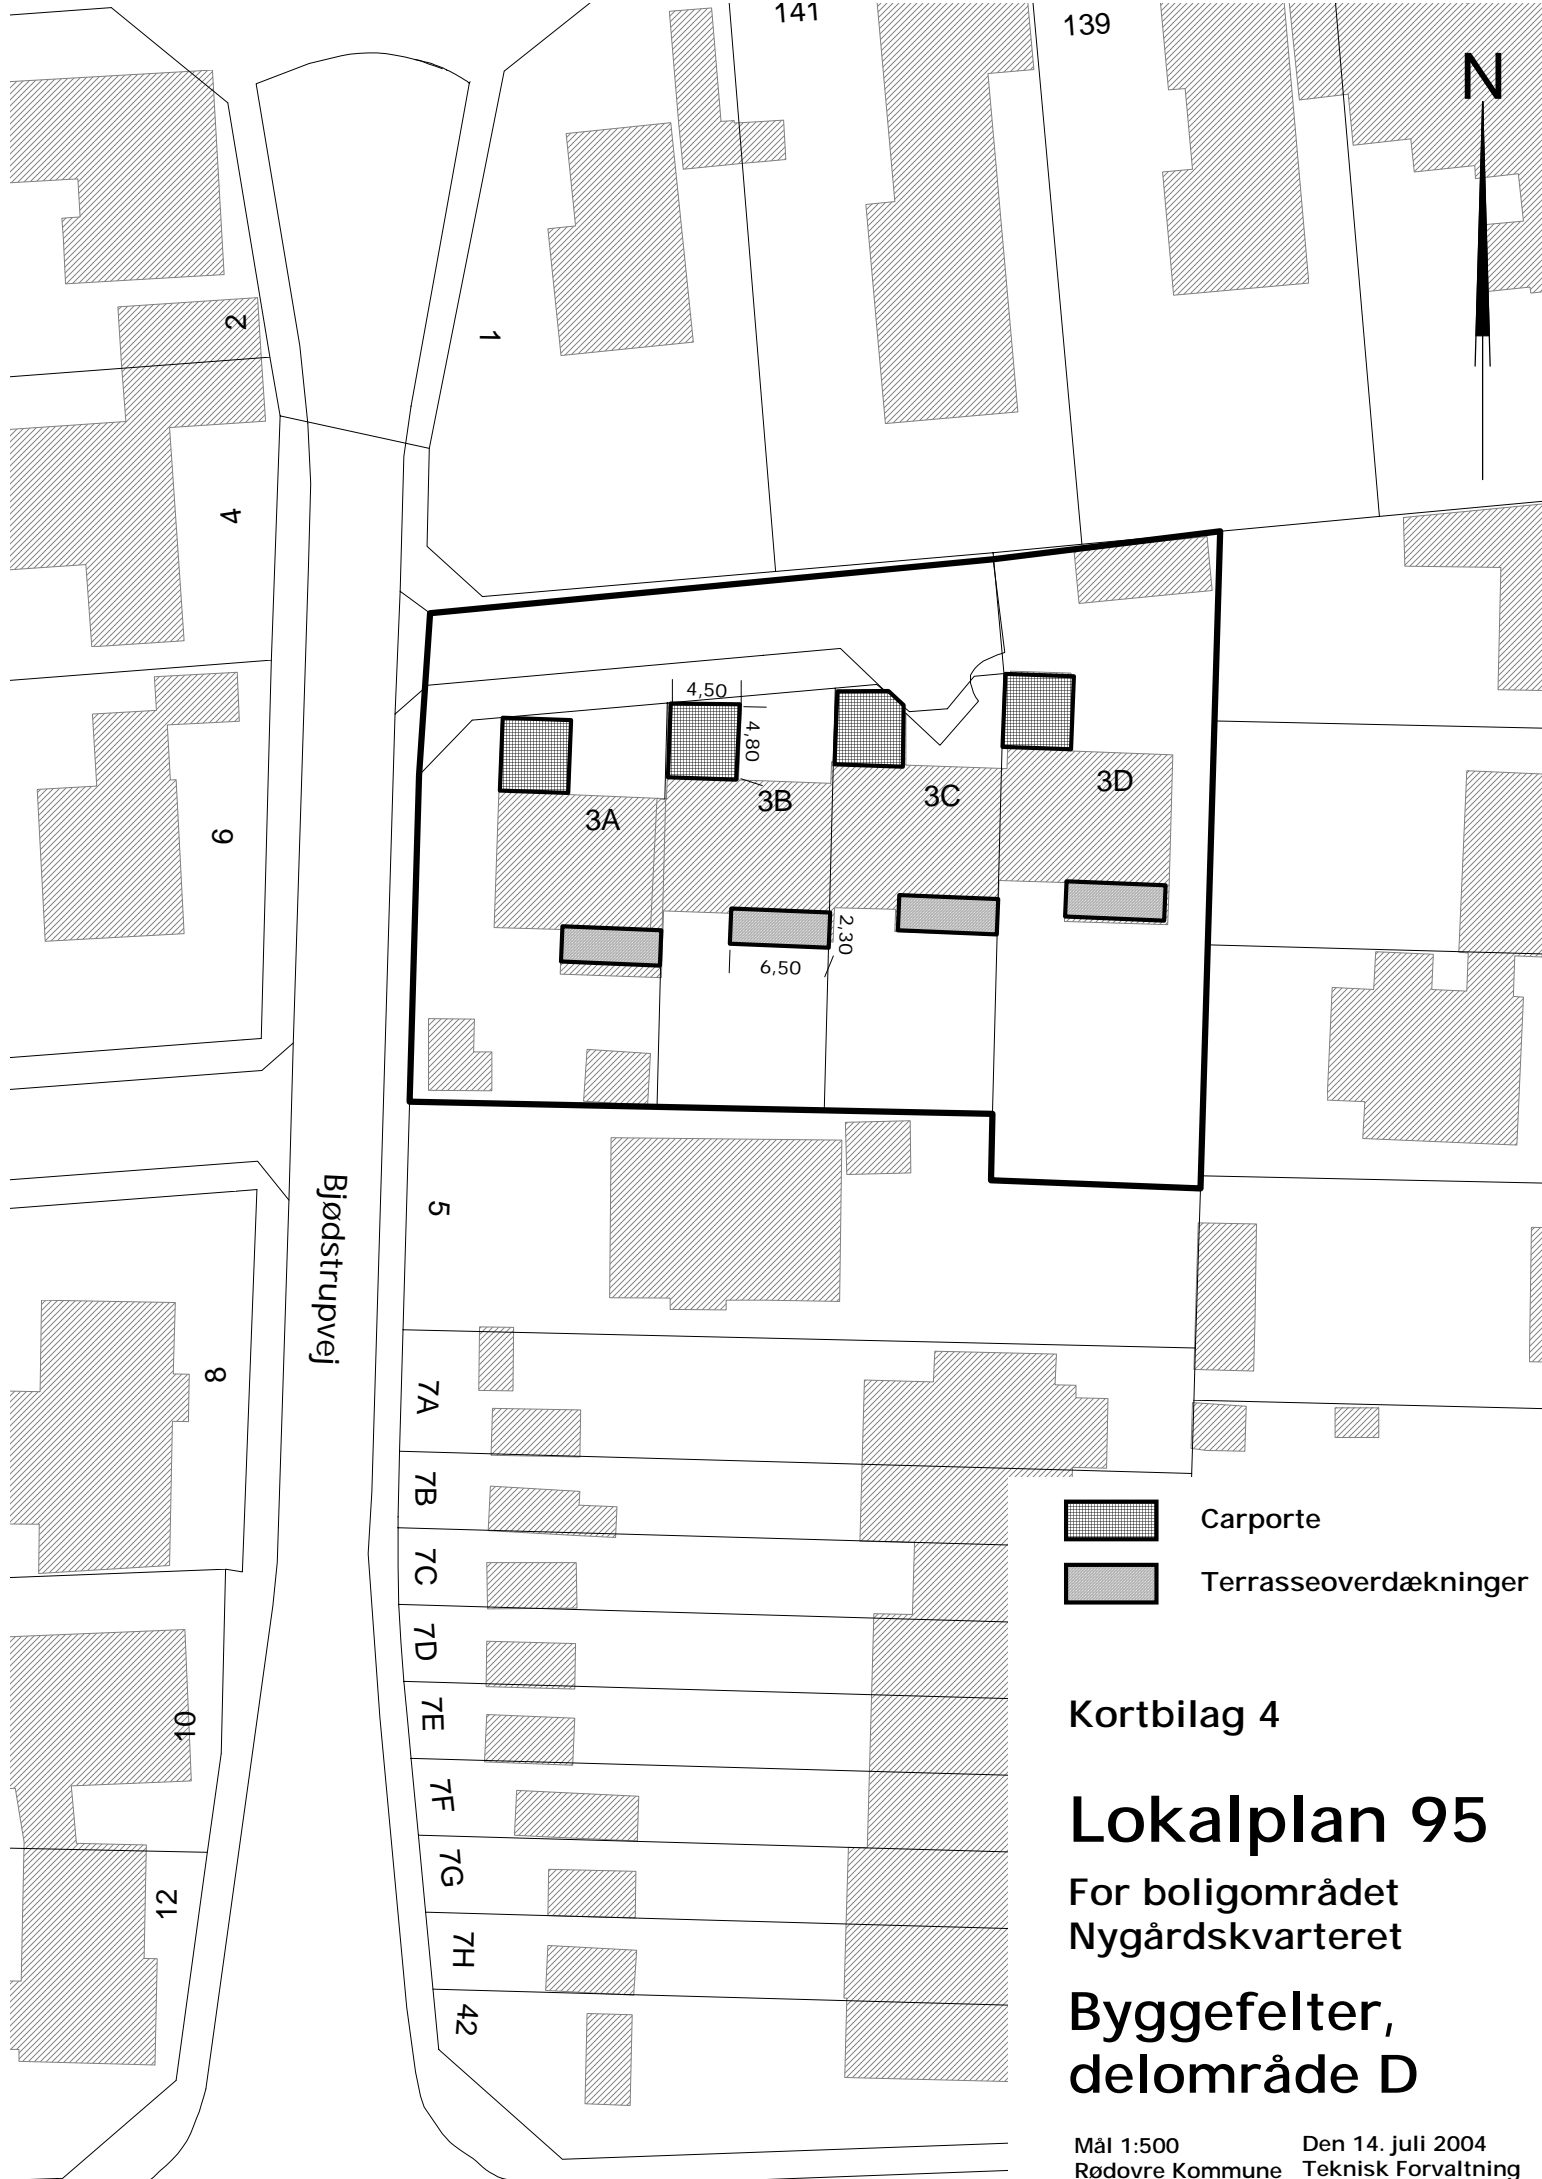 141
139
N
2
1
4
4,50
4,80
3A
3B
3C
3D
6
2,30
6,50
Bjødstrupvej
5
8
7A
7B
7C
7D
7E
7F
7G
7H
42
10
12
Carporte
Terrasseoverdækninger
Kortbilag 4
Lokalplan 95
For boligområdet
Nygårdskvarteret
Byggefelter,
delområde D
Mål 1:500
Den 14. juli 2004
Rødovre Kommune
Teknisk Forvaltning